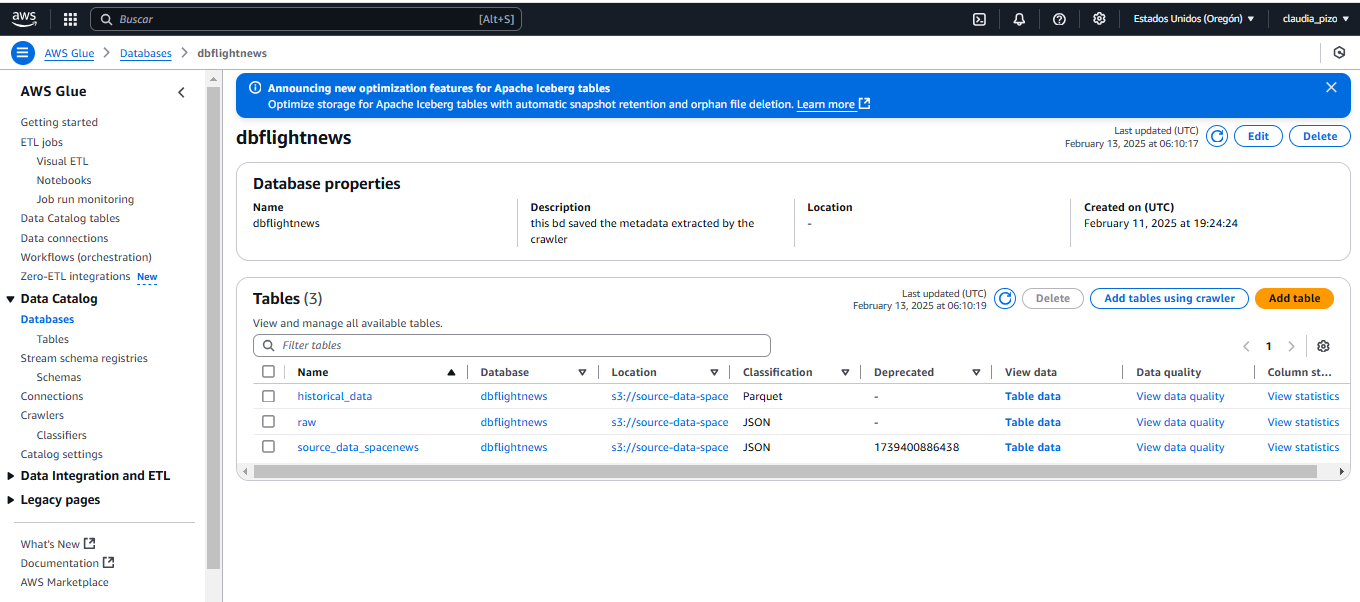 aws
Buscar [Alt+S]
Estados Unidos (Oregón) ▼
claudia_pizo ▼
AWS Glue > Databases > dbflightnews
AWS Glue
Getting started
ETL jobs
Visual ETL
Notebooks
Job run monitoring
Data Catalog tables
Data connections
Workflows (orchestration)
Zero-ETL integrations New
Data Catalog
Databases
Tables
Stream schema registries
Schemas
Connections
Crawlers
Classifiers
Catalog settings
Data Integration and ETL
Legacy pages
What's New
Documentation
AWS Marketplace
Announcing new optimization features for Apache Iceberg tables
Optimize storage for Apache Iceberg tables with automatic snapshot retention and orphan file deletion. Learn more
dbflightnews
Last updated (UTC)
February 13, 2025 at 06:10:17
Edit
Delete
Database properties
Name
dbflightnews
Description
this bd saved the metadata extracted by the
crawler
Location
-
Created on (UTC)
February 11, 2025 at 19:24:24
Tables (3)
Last updated (UTC)
February 13, 2025 at 06:10:19
Delete
Add tables using crawler
Add table
View and manage all available tables.
Filter tables
1
Name Database Location Classification Deprecated View data Data quality Column st...
historical_data dbflightnews s3://source-data-space Parquet - Table data View data quality View statistics
raw dbflightnews s3://source-data-space JSON - Table data View data quality View statistics
source_data_spacenews dbflightnews s3://source-data-space JSON 1739400886438 Table data View data quality View statistics